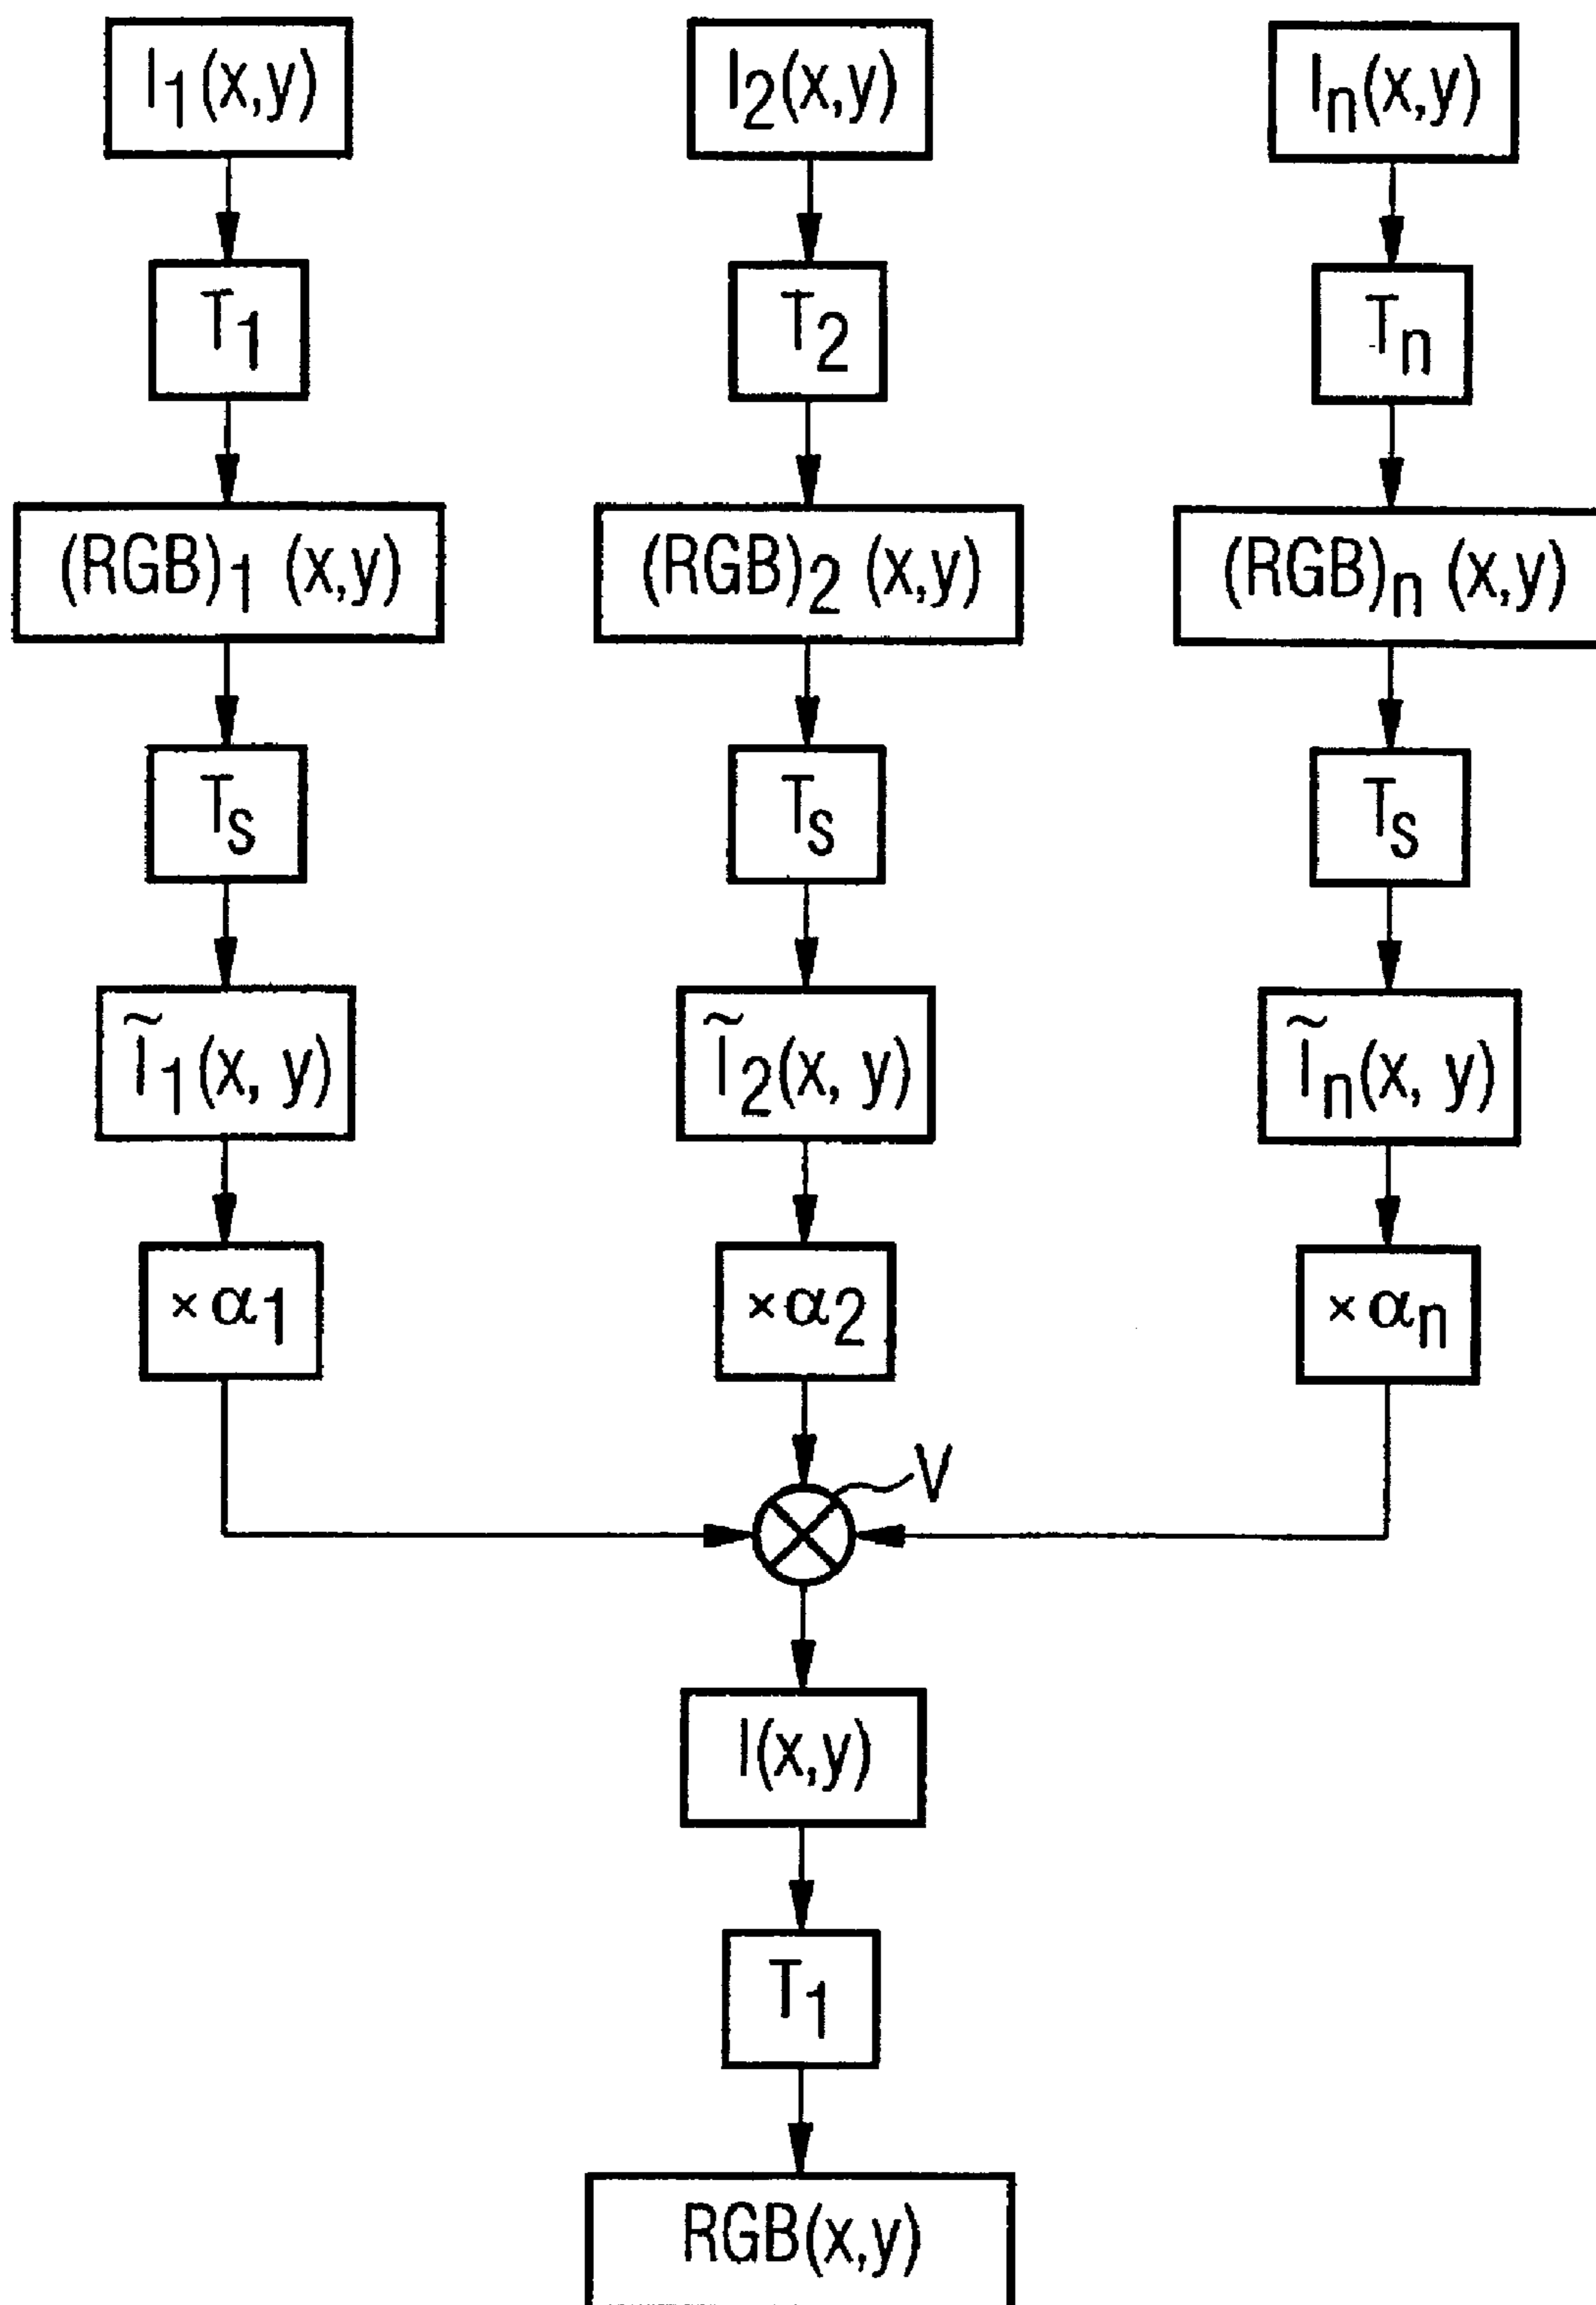 I1(x,y) I2(x,y) In(x,y)
T1 T2 Tn
(RGB)1 (x,y) (RGB)2 (x,y) (RGB)n (x,y)
Ts Ts Ts
Ĩ1(x, y) Ĩ2(x, y) Ĩn(x, y)
×α1 ×α2 ×αn
V
I(x,y)
T1
RGB(x,y)